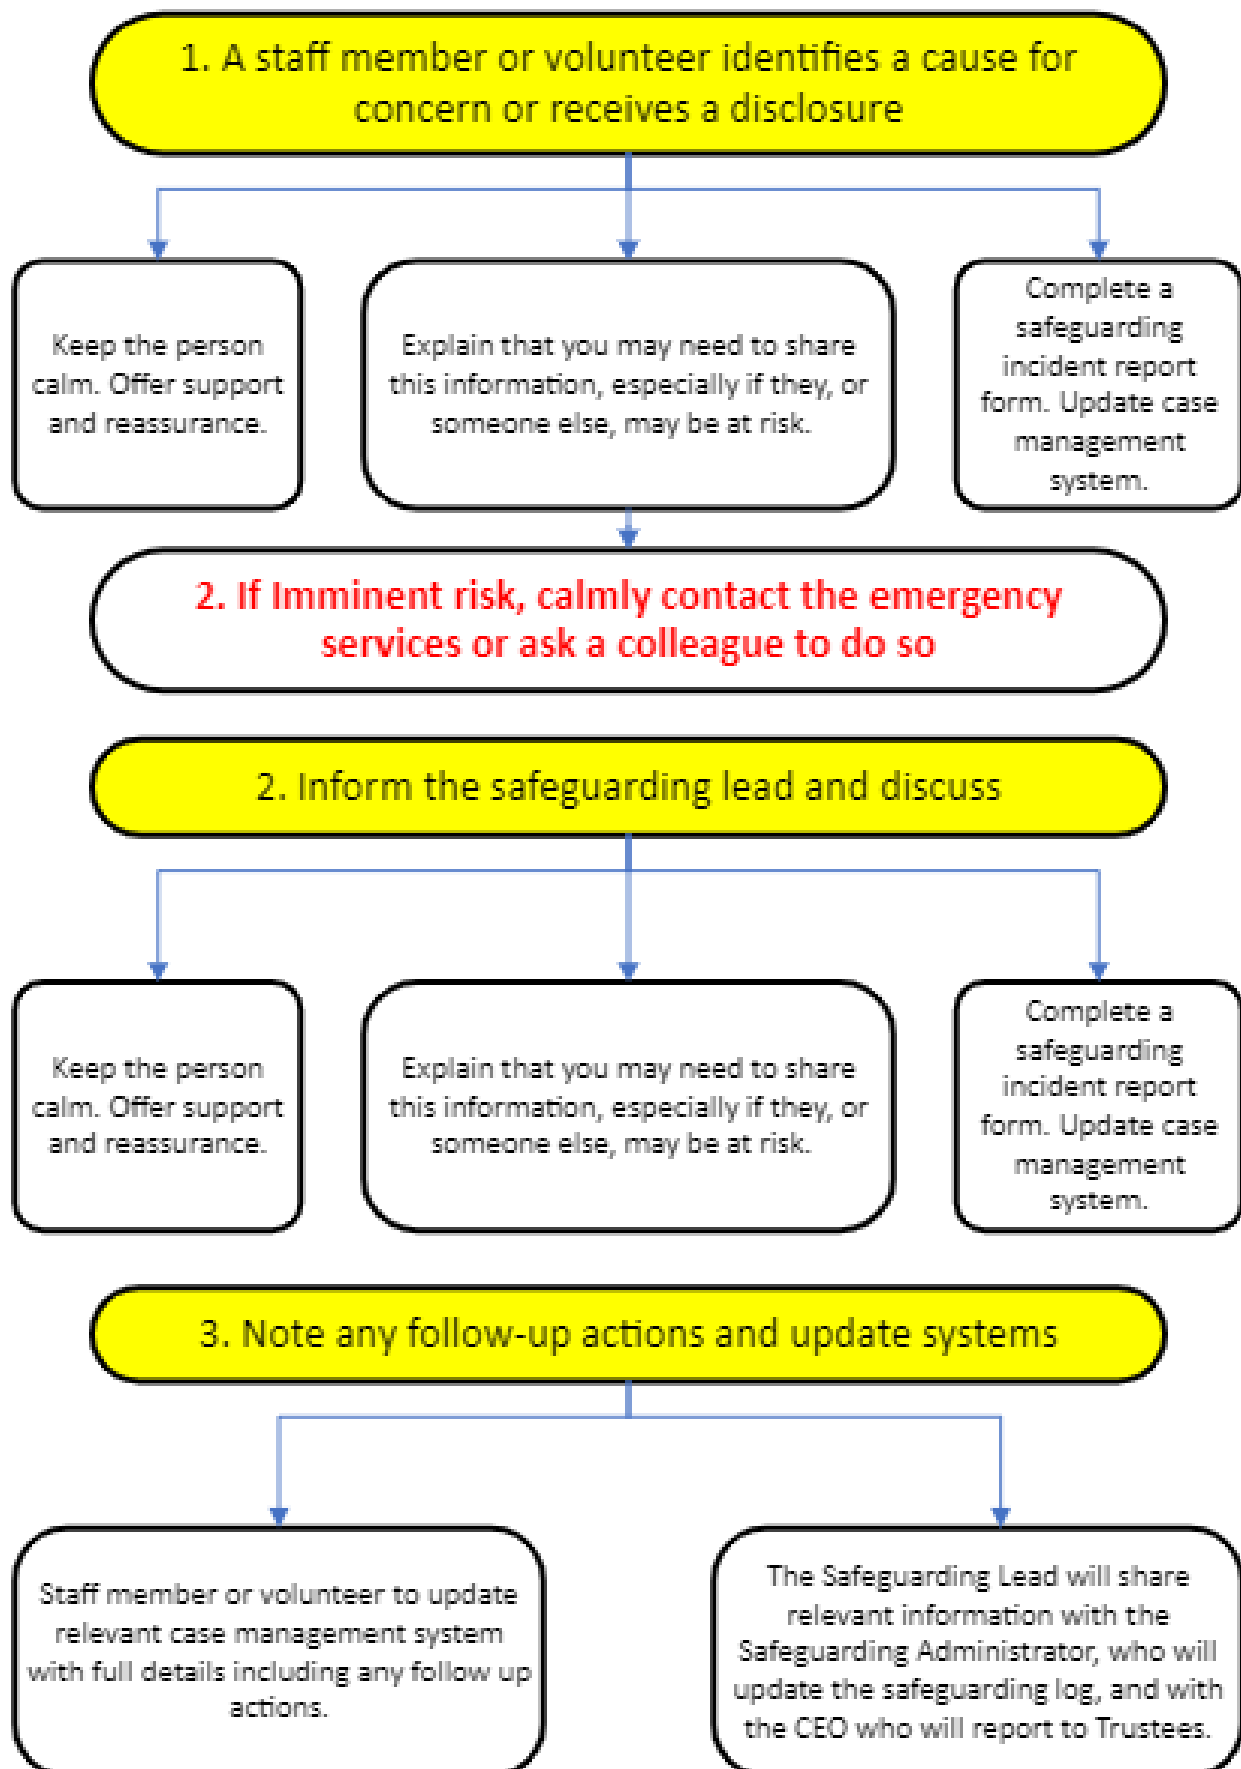 1. A staff member or volunteer identifies a cause for
concern or receives a disclosure
Keep the person
calm. Offer support
and reassurance.
Explain that you may need to share
this information, especially if they, or
someone else, may be at risk.
Complete a
safeguarding
incident report
form. Update case
management
system.
2. If Imminent risk, calmly contact the emergency
services or ask a colleague to do so
2. Inform the safeguarding lead and discuss
Keep the person
calm. Offer support
and reassurance.
Explain that you may need to share
this information, especially if they, or
someone else, may be at risk.
Complete a
safeguarding
incident report
form. Update case
management
system.
3. Note any follow-up actions and update systems
Staff member or volunteer to update
relevant case management system
with full details including any follow up
actions.
The Safeguarding Lead will share
relevant information with the
Safeguarding Administrator, who will
update the safeguarding log, and with
the CEO who will report to Trustees.